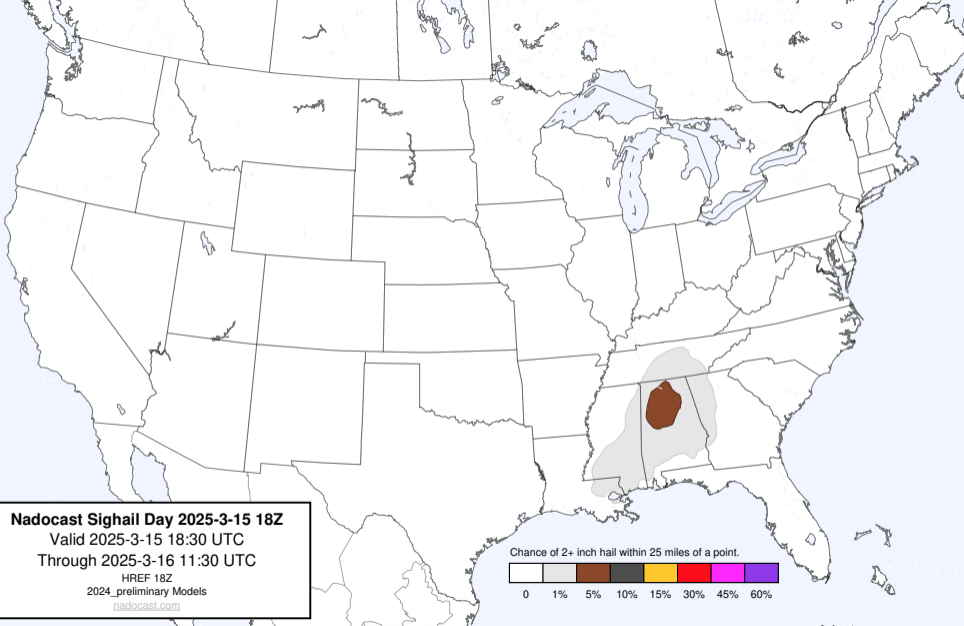 Nadocast Sighail Day 2025-3-15 18Z
Valid 2025-3-15 18:30 UTC
Through 2025-3-16 11:30 UTC
HREF 18Z
2024_preliminary Models
nadocast.com
Chance of 2+ inch hail within 25 miles of a point.
0 1% 5% 10% 15% 30% 45% 60%